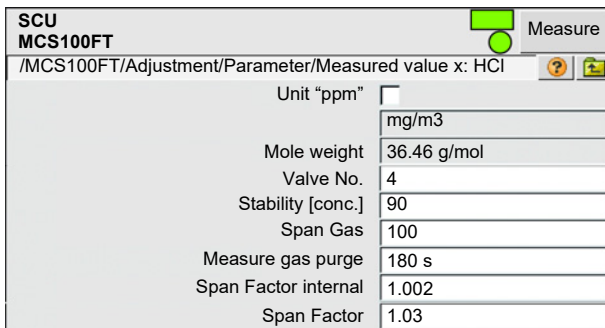 SCU
MCS100FT
Measure
/MCS100FT/Adjustment/Parameter/Measured value x: HCl ?
Unit “ppm”
mg/m3
Mole weight 36.46 g/mol
Valve No. 4
Stability [conc.] 90
Span Gas 100
Measure gas purge 180 s
Span Factor internal 1.002
Span Factor 1.03